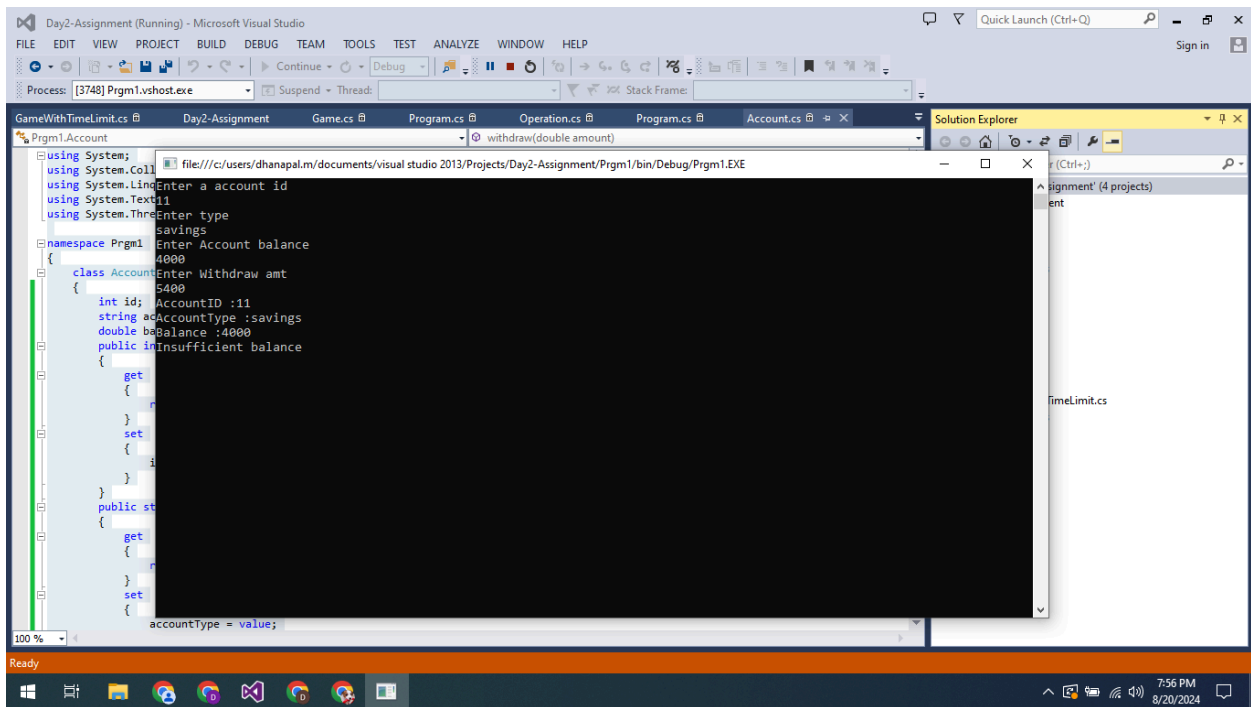 Day2-Assignment (Running) - Microsoft Visual Studio
Quick Launch (Ctrl+Q)
FILE EDIT VIEW PROJECT BUILD DEBUG TEAM TOOLS TEST ANALYZE WINDOW HELP
Sign in
Continue Debug
Process: [3748] Prgm1.vshost.exe Suspend Thread: Stack Frame:
GameWithTimeLimit.cs Day2-Assignment Game.cs Program.cs Operation.cs Program.cs Account.cs
Solution Explorer
Prgm1.Account withdraw(double amount)
using System;
using System.Coll
using System.Linq
using System.Text
using System.Thre
namespace Prgm1
{
class Account
{
int id;
string ac
double ba
public in
{
get
{
r
}
set
{
i
}
}
public st
{
get
{
r
}
set
{
accountType = value;
100 %
file:///c:/users/dhanapal.m/documents/visual studio 2013/Projects/Day2-Assignment/Prgm1/bin/Debug/Prgm1.EXE
Enter a account id
11
Enter type
savings
Enter Account balance
4000
Enter Withdraw amt
5400
AccountID :11
AccountType :savings
Balance :4000
Insufficient balance
r (Ctrl+;)
signment' (4 projects)
ent
TimeLimit.cs
Ready
7:56 PM
8/20/2024